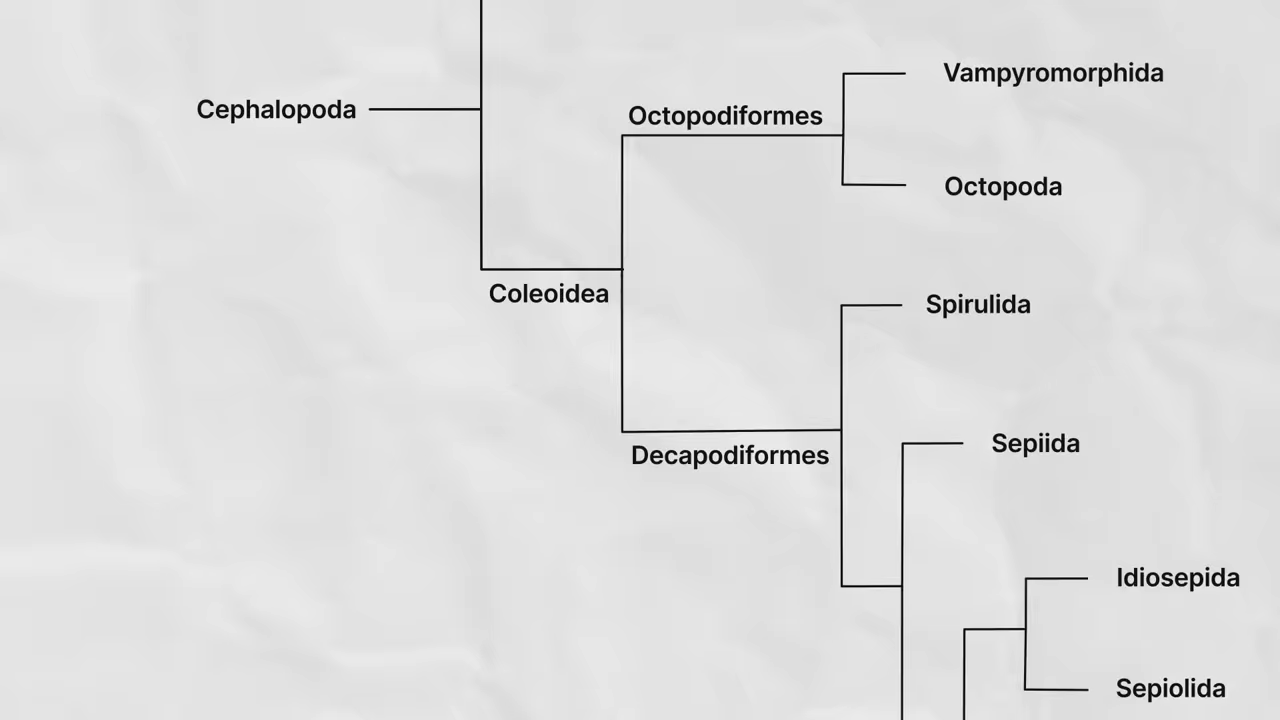 Vampyromorphida
Cephalopoda
Octopodiformes
Octopoda
Coleoidea
Spirulida
Sepiida
Decapodiformes
Idiosepida
Sepiolida